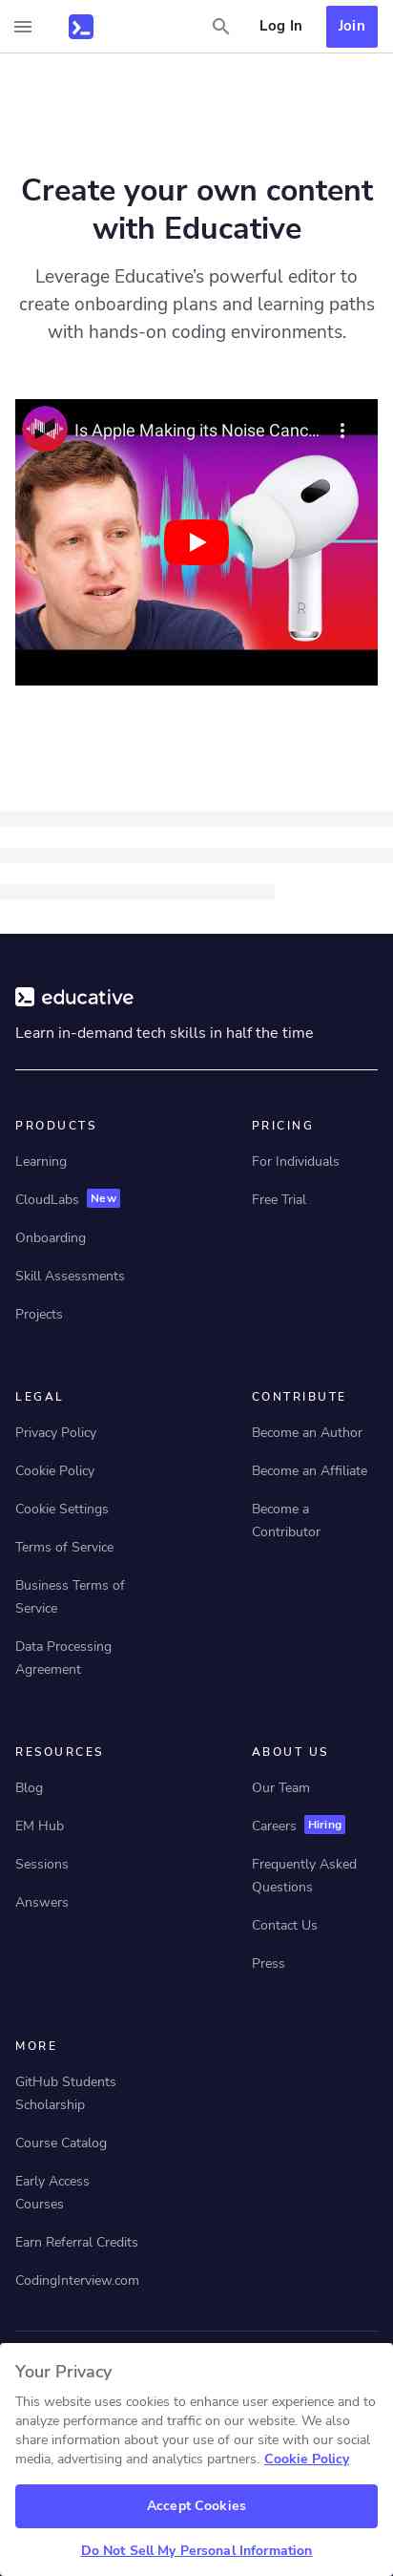 Log In
Join
Create your own content
with Educative
Leverage Educative’s powerful editor to
create onboarding plans and learning paths
with hands-on coding environments.
Is Apple Making its Noise Canc...
educative
Learn in-demand tech skills in half the time
PRODUCTS
Learning
CloudLabs New
Onboarding
Skill Assessments
Projects
PRICING
For Individuals
Free Trial
LEGAL
Privacy Policy
Cookie Policy
Cookie Settings
Terms of Service
Business Terms of
Service
Data Processing
Agreement
CONTRIBUTE
Become an Author
Become an Affiliate
Become a
Contributor
RESOURCES
Blog
EM Hub
Sessions
Answers
ABOUT US
Our Team
Careers Hiring
Frequently Asked
Questions
Contact Us
Press
MORE
GitHub Students
Scholarship
Course Catalog
Early Access
Courses
Earn Referral Credits
CodingInterview.com
Your Privacy
This website uses cookies to enhance user experience and to
analyze performance and traffic on our website. We also
share information about your use of our site with our social
media, advertising and analytics partners. Cookie Policy
Accept Cookies
Do Not Sell My Personal Information